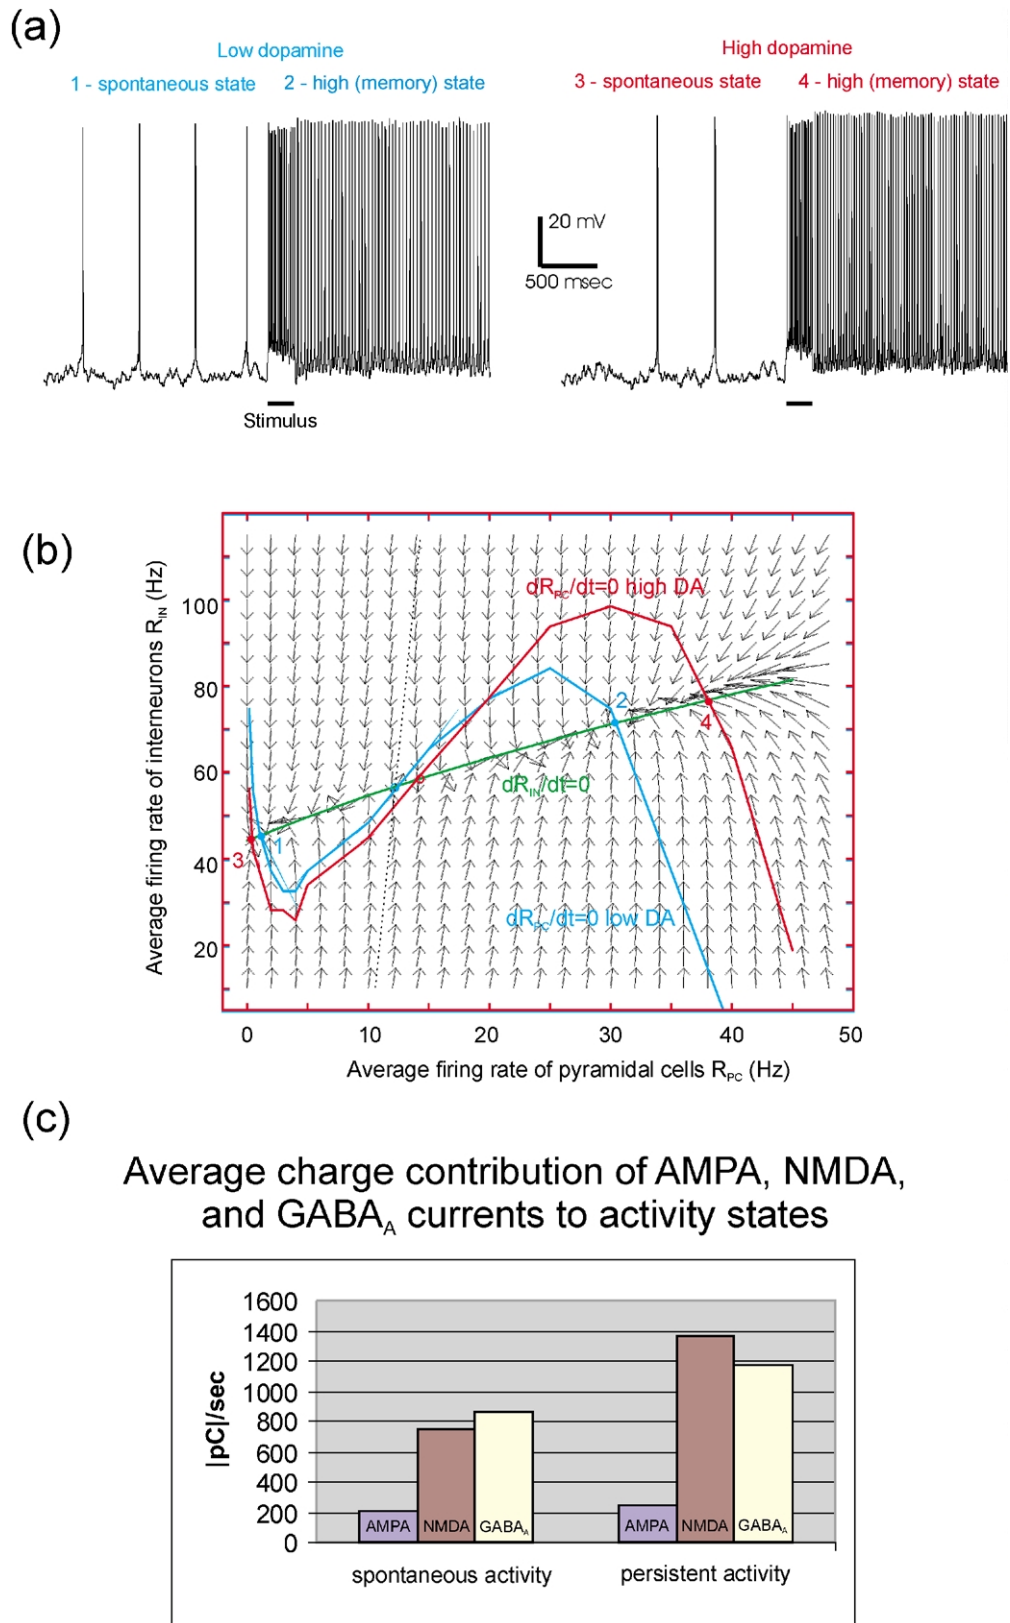 (a)
Low dopamine
1 - spontaneous state
2 - high (memory) state
High dopamine
3 - spontaneous state
4 - high (memory) state
20 mV
500 msec
Stimulus
(b)
Average firing rate of interneurons R_IN (Hz)
100
80
60
40
20
dR_PC/dt=0 high DA
2
4
dR_IN/dt=0
3
1
dR_PC/dt=0 low DA
0
10
20
30
40
50
Average firing rate of pyramidal cells R_PC (Hz)
(c)
Average charge contribution of AMPA, NMDA,
and GABA_A currents to activity states
|pC|/sec
1600
1400
1200
1000
800
600
400
200
0
AMPA
NMDA
GABA_A
AMPA
NMDA
GABA_A
spontaneous activity
persistent activity